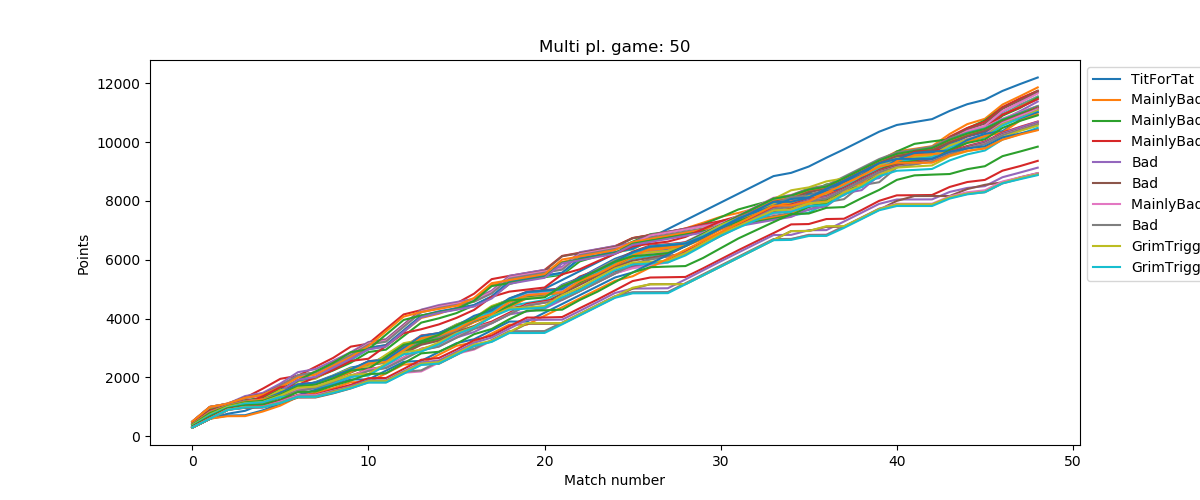 Multi pl. game: 50
Points
12000
10000
8000
6000
4000
2000
0
0 10 20 30 40 50
Match number
TitForTat
MainlyBad
MainlyBad
MainlyBad
Bad
Bad
MainlyBad
Bad
GrimTrigg
GrimTrigg